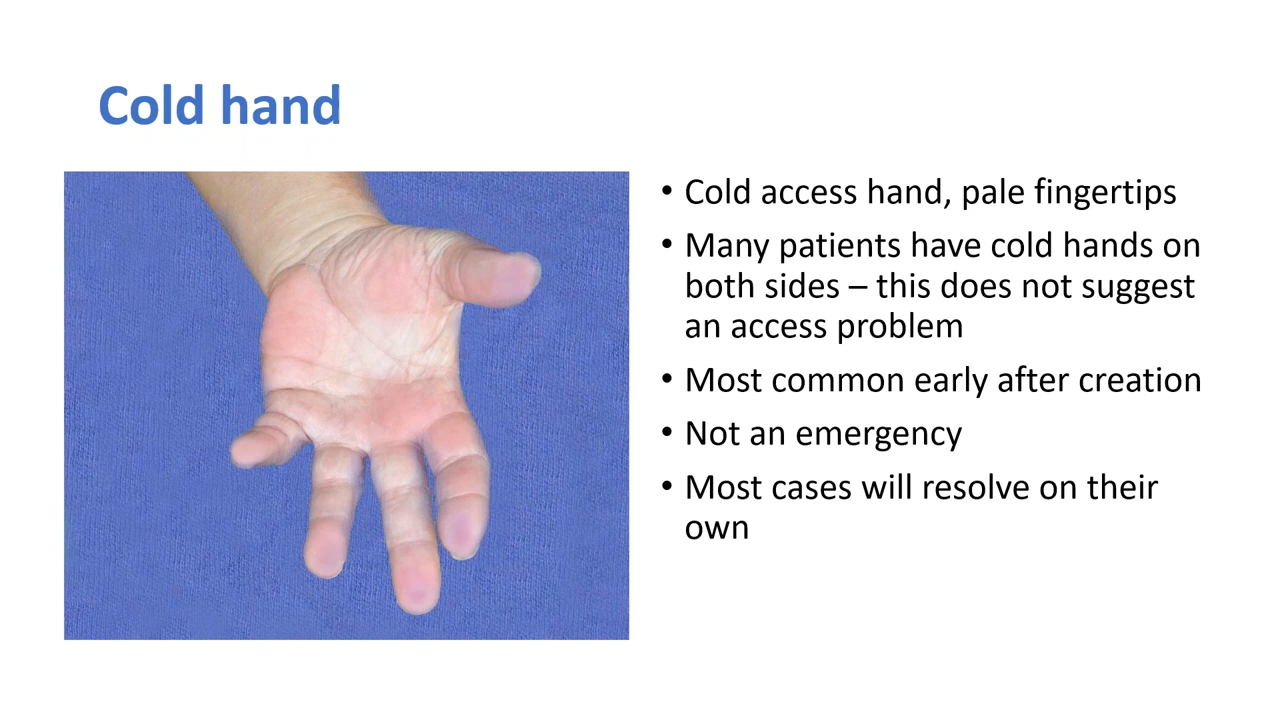 Cold hand
• Cold access hand, pale fingertips
• Many patients have cold hands on
both sides – this does not suggest
an access problem
• Most common early after creation
• Not an emergency
• Most cases will resolve on their
own